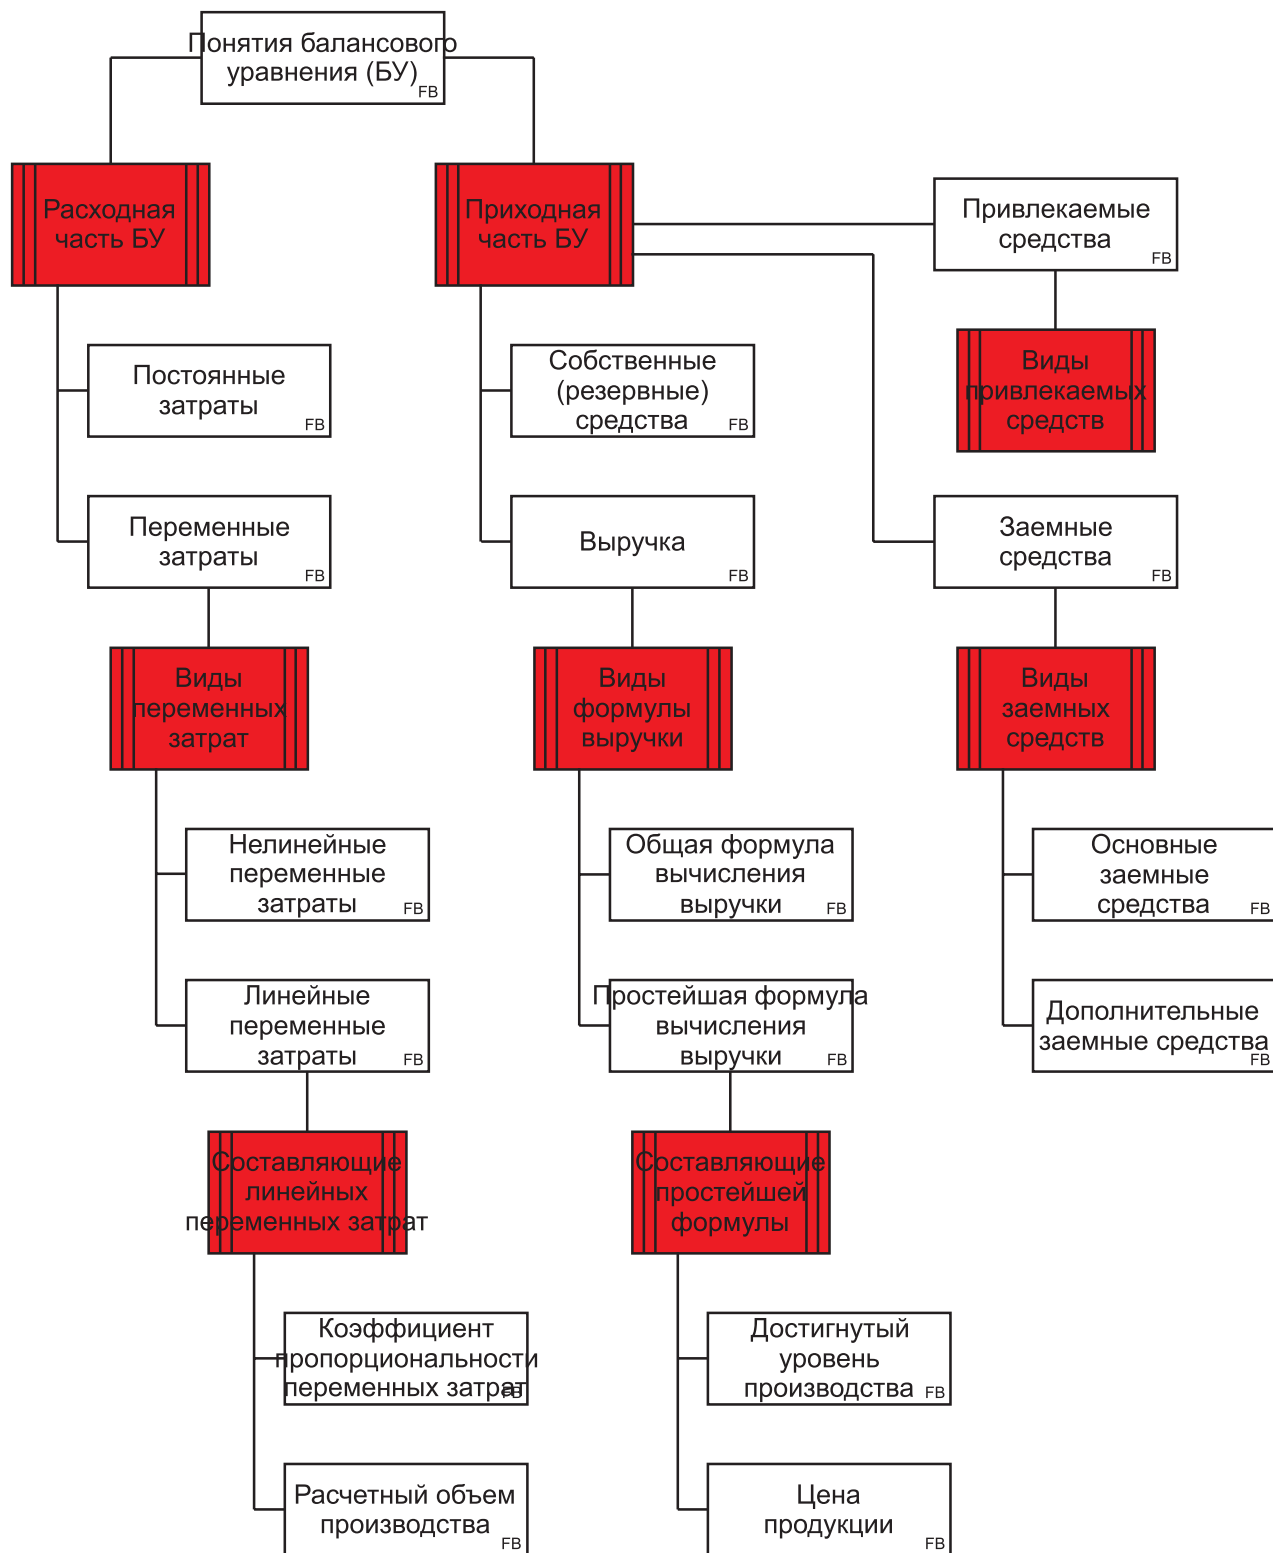 Понятия балансового
уравнения (БУ)
FB
Расходная
часть БУ
Приходная
часть БУ
Привлекаемые
средства
FB
Постоянные
затраты
FB
Собственные
(резервные)
средства
FB
Виды
привлекаемых
средств
Переменные
затраты
FB
Выручка
FB
Заемные
средства
FB
Виды
переменных
затрат
Виды
формулы
выручки
Виды
заемных
средств
Нелинейные
переменные
затраты
FB
Общая формула
вычисления
выручки
FB
Основные
заемные
средства
FB
Линейные
переменные
затраты
FB
Простейшая формула
вычисления
выручки
FB
Дополнительные
заемные средства
FB
Составляющие
линейных
переменных затрат
Составляющие
простейшей
формулы
Коэффициент
пропорциональности
переменных затрат
FB
Достигнутый
уровень
производства
FB
Расчетный объем
производства
FB
Цена
продукции
FB